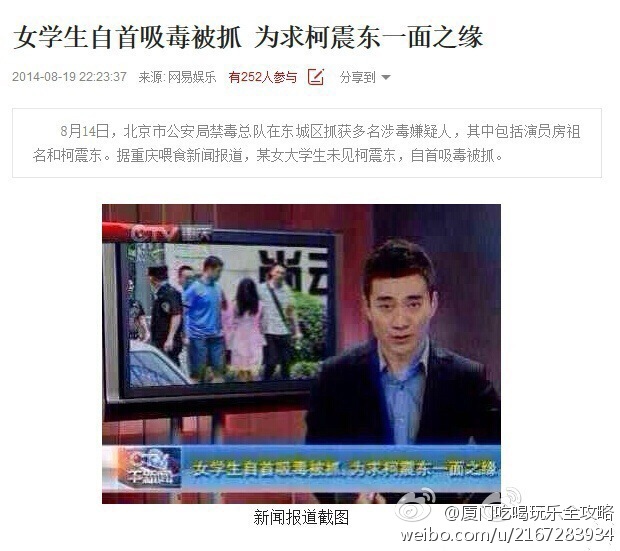 女学生自首吸毒被抓 为求柯震东一面之缘
2014-08-19 22:23:37 来源: 网易娱乐 有252人参与 分享到
8月14日，北京市公安局禁毒总队在东城区抓获多名涉毒嫌疑人，其中包括演员房祖
名和柯震东。据重庆喂食新闻报道，某女大学生未见柯震东，自首吸毒被抓。
CQTV 重庆
尚云
女学生自首吸毒被抓,为求柯震东一面之缘
新闻报道截图
@厦门吃喝玩乐全攻略
weibo.com/u/2167283934